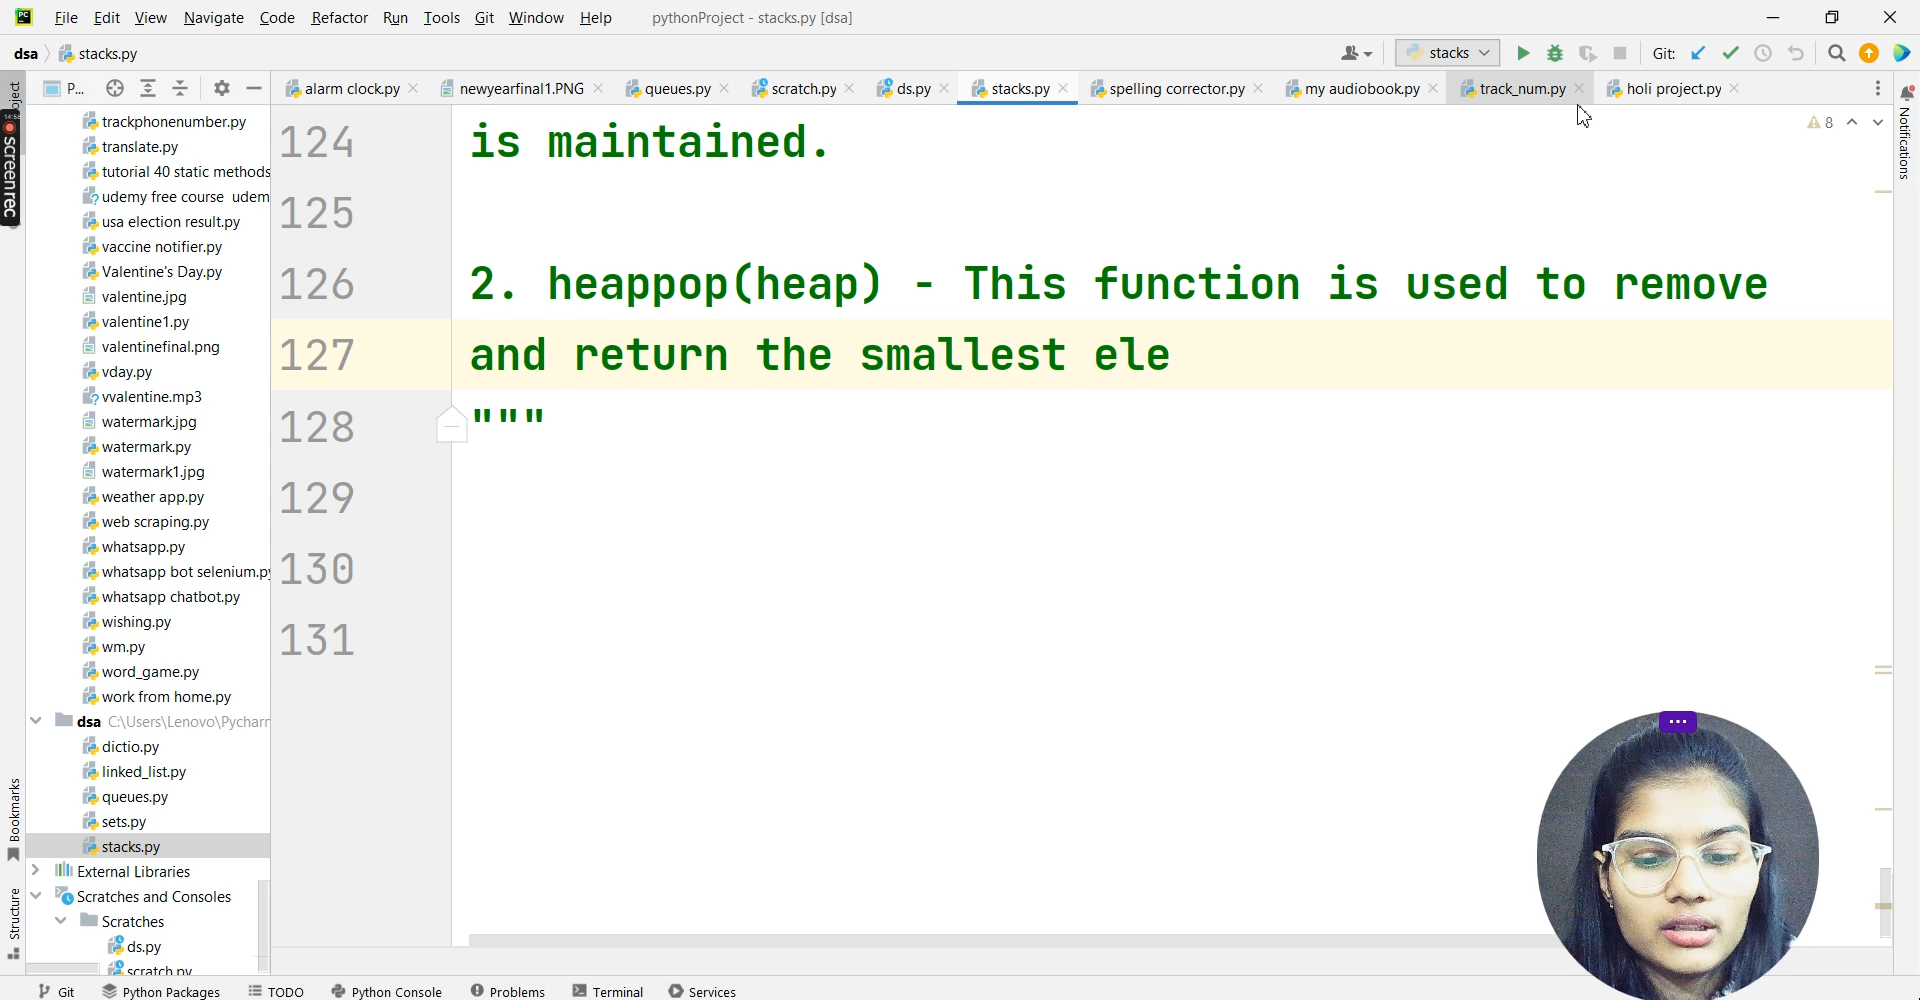 File Edit View Navigate Code Refactor Run Tools Git Window Help pythonProject - stacks.py [dsa]
dsa stacks.py stacks Git:
P... alarm clock.py newyearfinal1.PNG queues.py scratch.py ds.py stacks.py spelling corrector.py my audiobook.py track_num.py holi project.py
Project
14:58
screenrec
trackphonenumber.py
translate.py
tutorial 40 static methods
udemy free course udem
usa election result.py
vaccine notifier.py
Valentine's Day.py
valentine.jpg
valentine1.py
valentinefinal.png
vday.py
vvalentine.mp3
watermark.jpg
watermark.py
watermark1.jpg
weather app.py
web scraping.py
whatsapp.py
whatsapp bot selenium.py
whatsapp chatbot.py
wishing.py
wm.py
word_game.py
work from home.py
dsa C:\Users\Lenovo\Pycharm
dictio.py
linked_list.py
queues.py
sets.py
stacks.py
External Libraries
Scratches and Consoles
Scratches
ds.py
scratch.py
Bookmarks
Structure
124 is maintained.
125
126 2. heappop(heap) - This function is used to remove
127 and return the smallest ele
128 """
129
130
131
8
Notifications
Git Python Packages TODO Python Console Problems Terminal Services